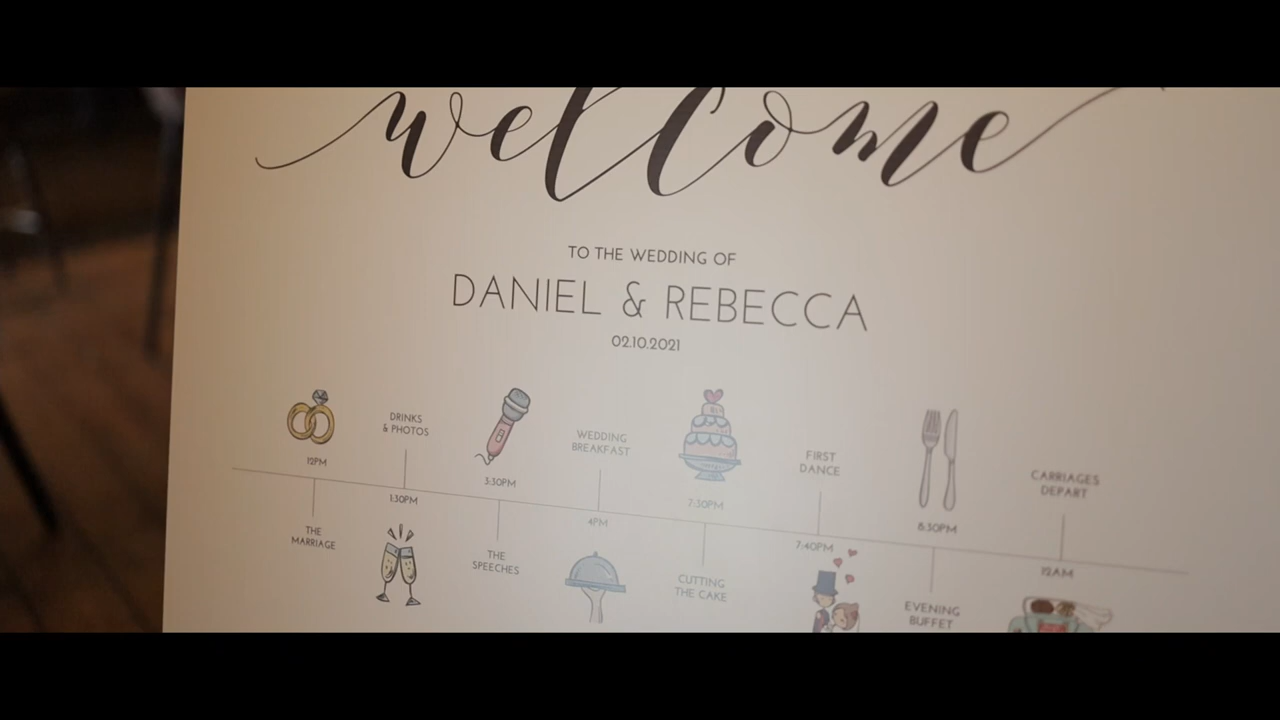 welcome
TO THE WEDDING OF
DANIEL & REBECCA
02.10.2021
12PM
THE
MARRIAGE
DRINKS
& PHOTOS
1:30PM
3:30PM
THE
SPEECHES
WEDDING
BREAKFAST
4PM
7:30PM
CUTTING
THE CAKE
FIRST
DANCE
7:40PM
8:30PM
EVENING
BUFFET
CARRIAGES
DEPART
12AM